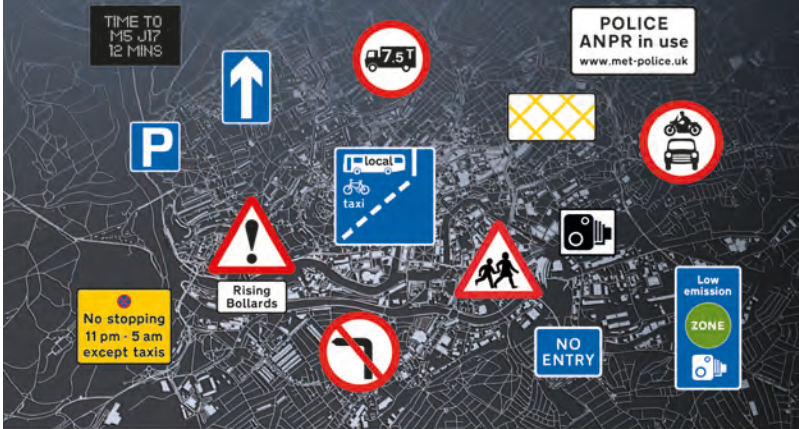 TIME TO
M5 J17
12 MINS
7.5T
POLICE
ANPR in use
www.met-police.uk
P
local
taxi
Rising
Bollards
No stopping
11 pm - 5 am
except taxis
NO
ENTRY
Low
emission
ZONE